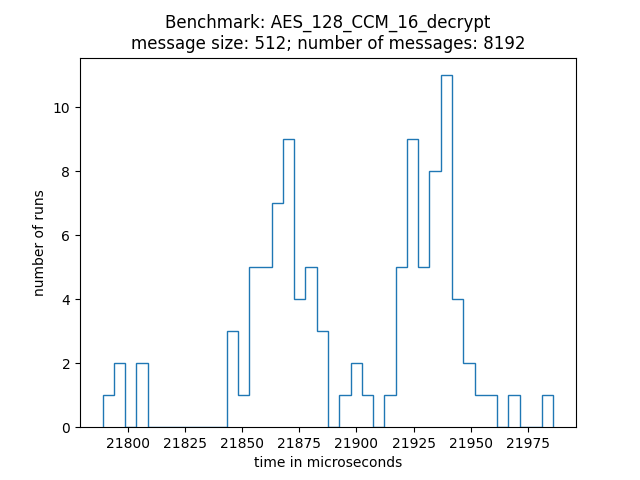 Benchmark: AES_128_CCM_16_decrypt
message size: 512; number of messages: 8192
10
8
6
4
2
0
number of runs
21800 21825 21850 21875 21900 21925 21950 21975
time in microseconds